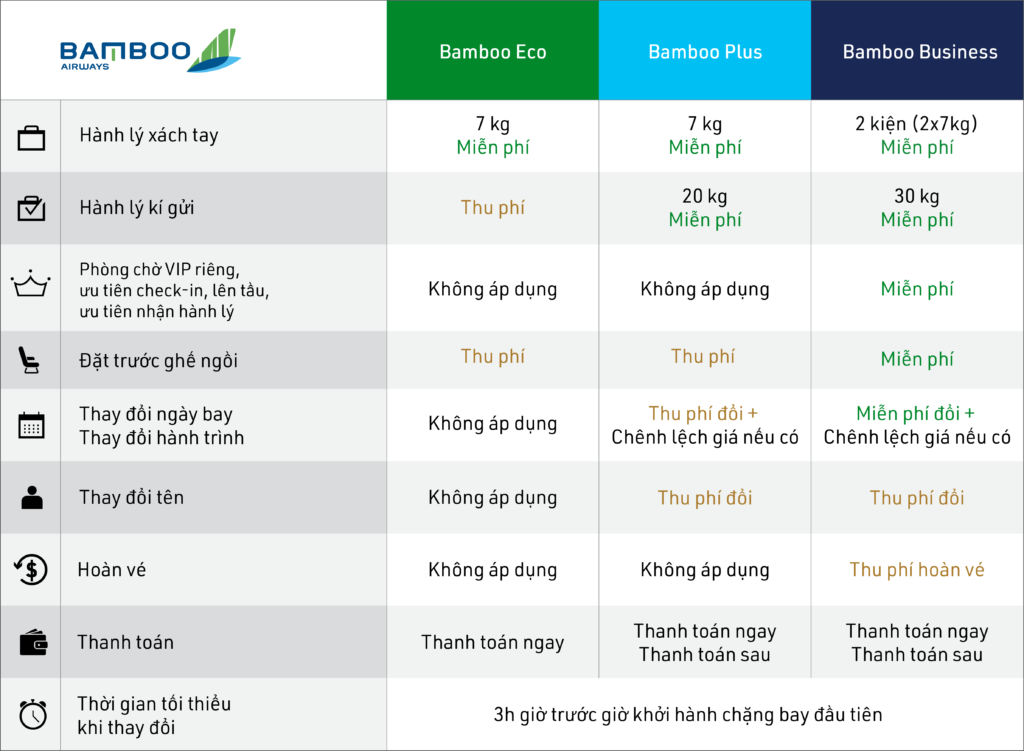 BAMBOO
AIRWAYS
Bamboo Eco
Bamboo Plus
Bamboo Business
Hành lý xách tay
7 kg
Miễn phí
7 kg
Miễn phí
2 kiện (2x7kg)
Miễn phí
Hành lý kí gửi
Thu phí
20 kg
Miễn phí
30 kg
Miễn phí
Phòng chờ VIP riêng,
ưu tiên check-in, lên tầu,
ưu tiên nhận hành lý
Không áp dụng
Không áp dụng
Miễn phí
Đặt trước ghế ngồi
Thu phí
Thu phí
Miễn phí
Thay đổi ngày bay
Thay đổi hành trình
Không áp dụng
Thu phí đổi +
Chênh lệch giá nếu có
Miễn phí đổi +
Chênh lệch giá nếu có
Thay đổi tên
Không áp dụng
Thu phí đổi
Thu phí đổi
Hoàn vé
Không áp dụng
Không áp dụng
Thu phí hoàn vé
Thanh toán
Thanh toán ngay
Thanh toán ngay
Thanh toán sau
Thanh toán ngay
Thanh toán sau
Thời gian tối thiểu
khi thay đổi
3h giờ trước giờ khởi hành chặng bay đầu tiên